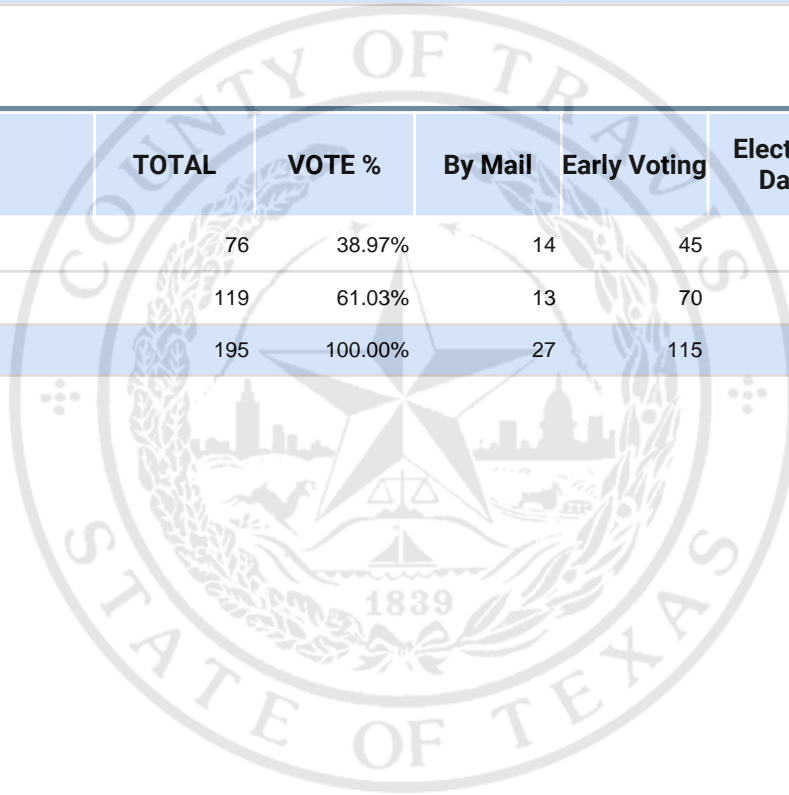 COUNTY OF TRAVIS
TOTAL VOTE % By Mail Early Voting
76 38.97% 14 45
119 61.03% 13 70
195 100.00% 27 115
1839
STATE OF TEXAS